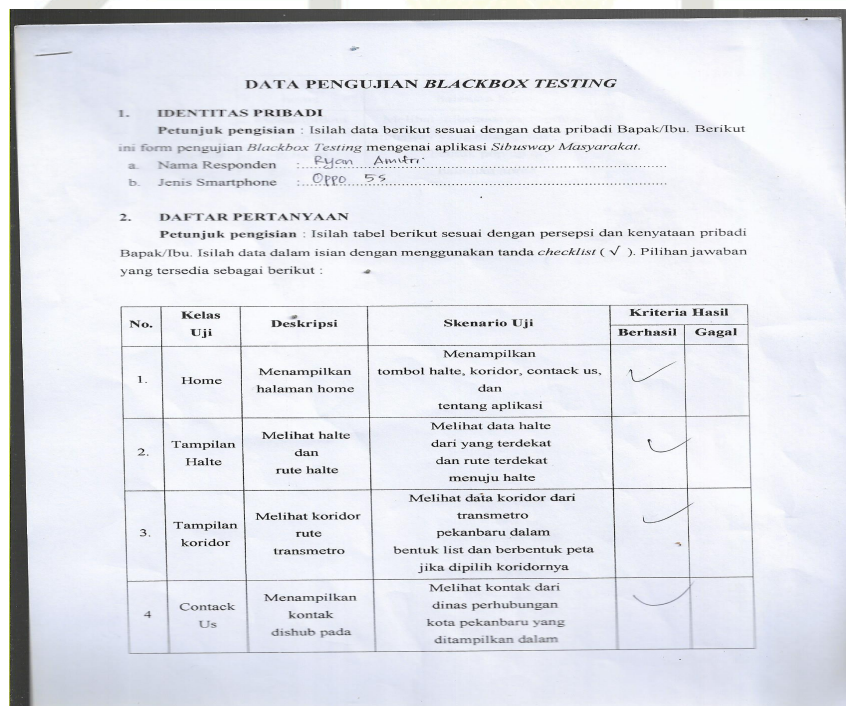 DATA PENGUJIAN BLACKBOX TESTING
1. IDENTITAS PRIBADI
Petunjuk pengisian : Isilah data berikut sesuai dengan data pribadi Bapak/Ibu. Berikut
ini form pengujian Blackbox Testing mengenai aplikasi Sibusway Masyarakat.
a. Nama Responden : Ryan
b. Jenis Smartphone : Oppo 5s
2. DAFTAR PERTANYAAN
Petunjuk pengisian : Isilah tabel berikut sesuai dengan persepsi dan kenyataan pribadi
Bapak/Ibu. Isilah data dalam isian dengan menggunakan tanda checklist ( √ ). Pilihan jawaban
yang tersedia sebagai berikut :
No. Kelas Uji Deskripsi Skenario Uji Kriteria Hasil
Berhasil Gagal
1. Home
Menampilkan
halaman home
Menampilkan
tombol halte, koridor, contack us,
dan
tentang aplikasi
✓
2.
Tampilan
Halte
Melihat halte
dan
rute halte
Melihat data halte
dari yang terdekat
dan rute terdekat
menuju halte
✓
3.
Tampilan
koridor
Melihat koridor
rute
transmetro
Melihat data koridor dari
transmetro
pekanbaru dalam
bentuk list dan berbentuk peta
jika dipilih koridornya
✓
4
Contack
Us
Menampilkan
kontak
dishub pada
Melihat kontak dari
dinas perhubungan
kota pekanbaru yang
ditampilkan dalam
✓